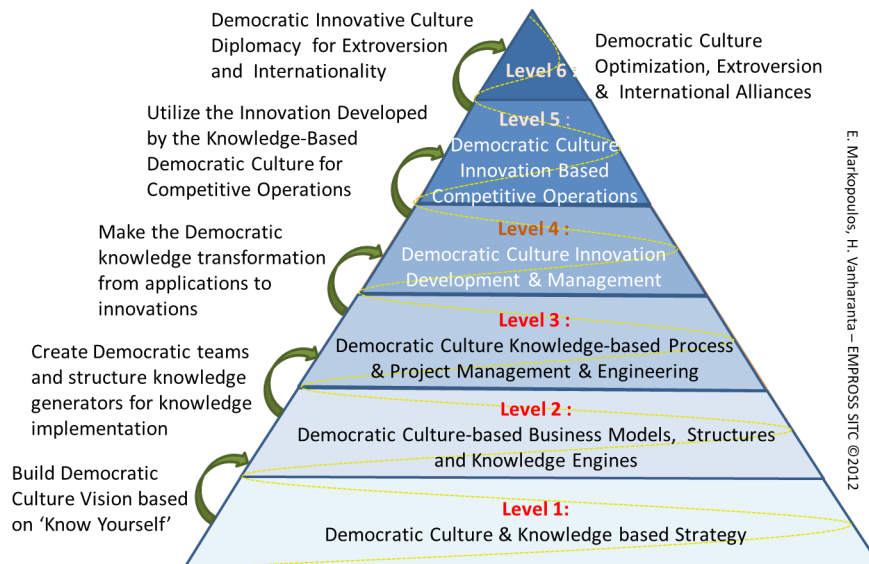 Democratic Innovative Culture
Diplomacy for Extroversion
and Internationality
Level 6 :
Democratic Culture
Optimization, Extroversion
& International Alliances
Utilize the Innovation Developed
by the Knowledge-Based
Democratic Culture for
Competitive Operations
Level 5 :
Democratic Culture
Innovation Based
Competitive Operations
Make the Democratic
knowledge transformation
from applications to
innovations
Level 4 :
Democratic Culture Innovation
Development & Management
Create Democratic teams
and structure knowledge
generators for knowledge
implementation
Level 3 :
Democratic Culture Knowledge-based Process
& Project Management & Engineering
Level 2 :
Democratic Culture-based Business Models, Structures
and Knowledge Engines
Build Democratic
Culture Vision based
on ‘Know Yourself’
Level 1:
Democratic Culture & Knowledge based Strategy
E. Markopoulos, H. Vanharanta – EMPROSS SITC ©2012